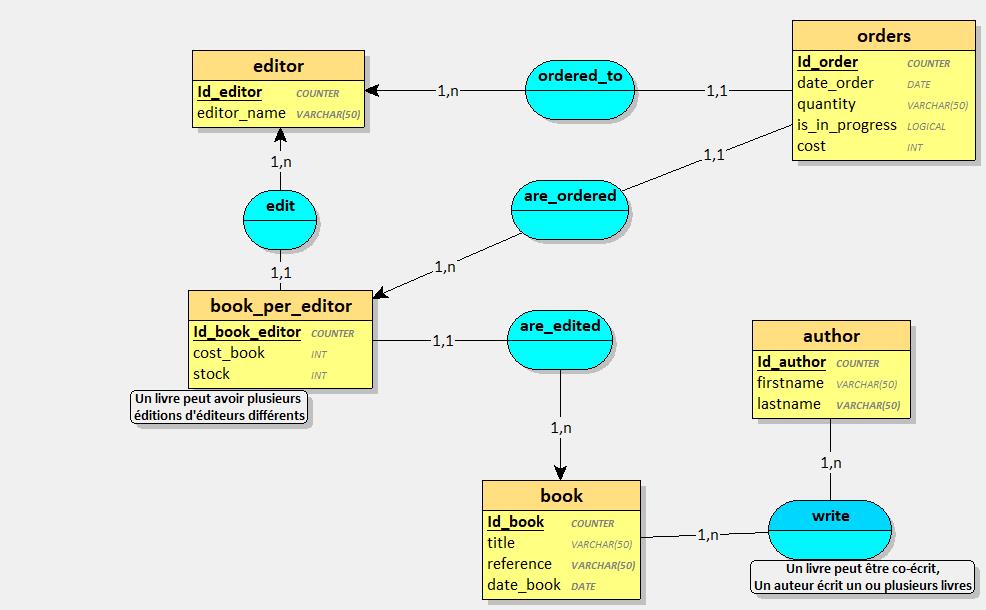 orders
Id_order COUNTER
date_order DATE
quantity VARCHAR(50)
is_in_progress LOGICAL
cost INT
editor
Id_editor COUNTER
editor_name VARCHAR(50)
1,n
ordered_to
1,1
1,n
1,1
are_ordered
edit
1,n
1,1
book_per_editor
Id_book_editor COUNTER
cost_book INT
stock INT
Un livre peut avoir plusieurs
éditions d'éditeurs différents
1,1
are_edited
1,n
author
Id_author COUNTER
firstname VARCHAR(50)
lastname VARCHAR(50)
1,n
book
Id_book COUNTER
title VARCHAR(50)
reference VARCHAR(50)
date_book DATE
1,n
write
Un livre peut être co-écrit,
Un auteur écrit un ou plusieurs livres